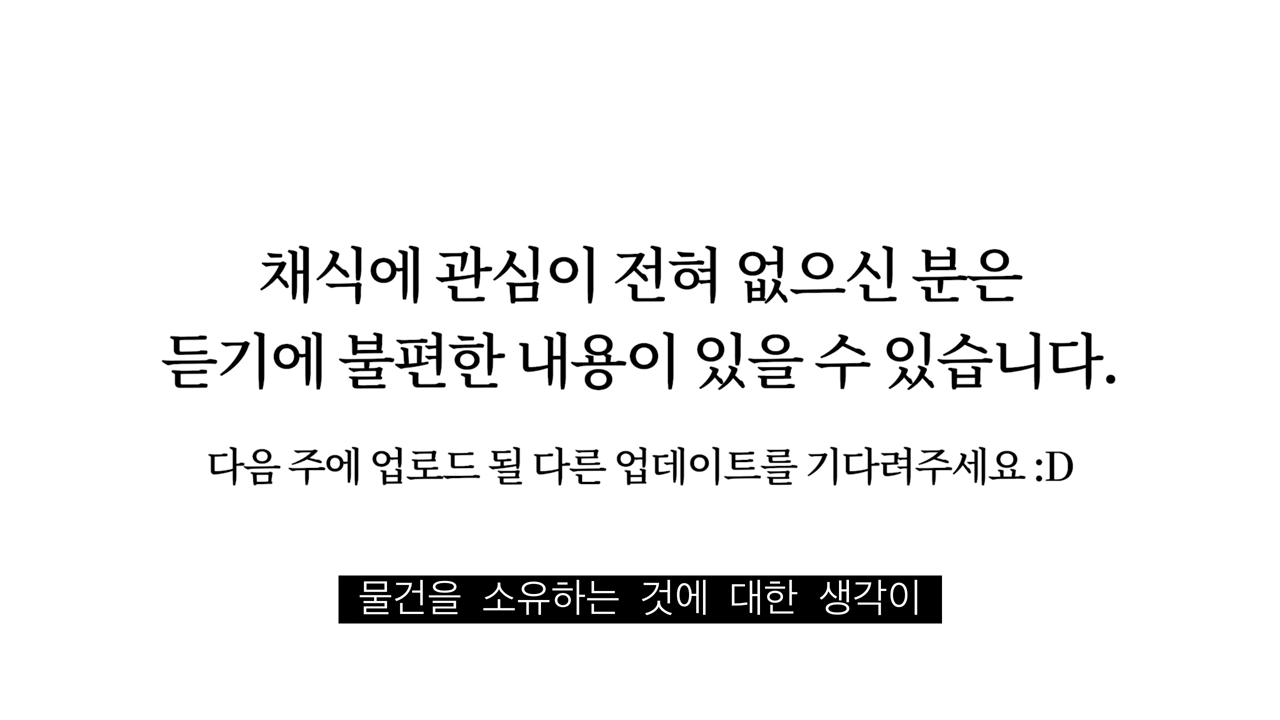 채식에 관심이 전혀 없으신 분은
듣기에 불편한 내용이 있을 수 있습니다.
다음 주에 업로드 될 다른 업데이트를 기다려주세요 :D
물건을 소유하는 것에 대한 생각이